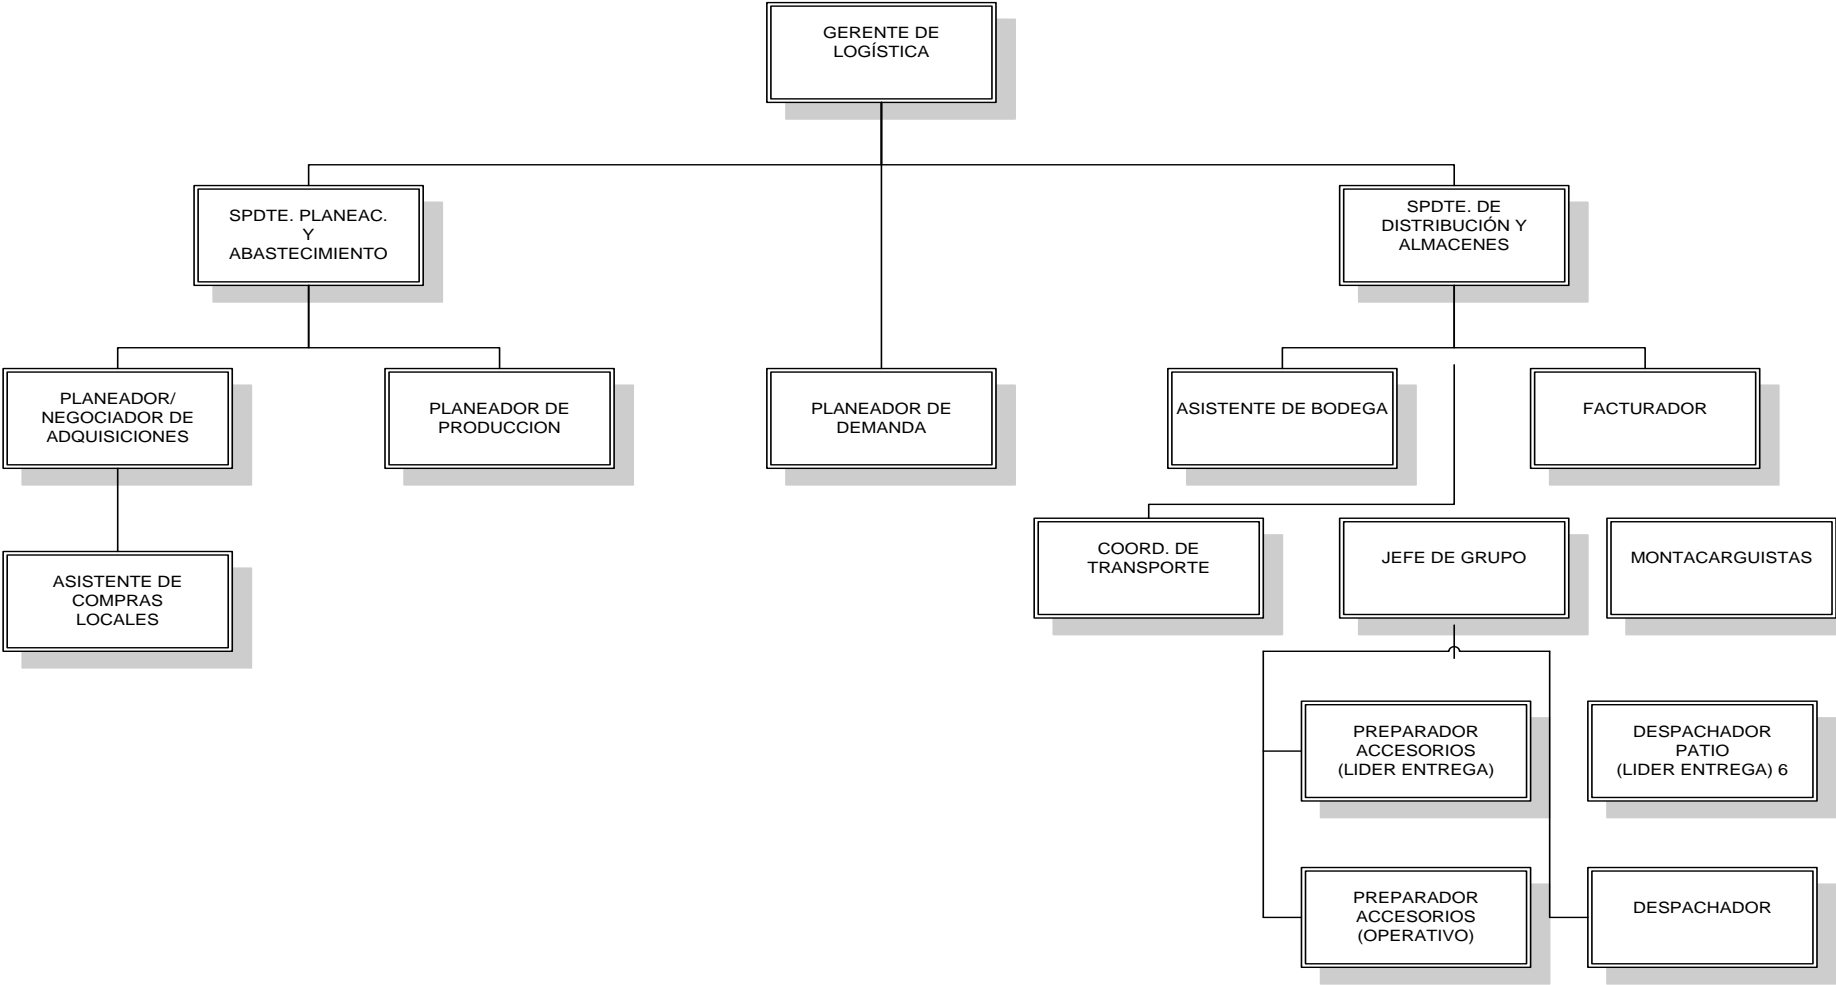 GERENTE DE
LOGÍSTICA
SPDTE. PLANEAC.
Y
ABASTECIMIENTO
SPDTE. DE
DISTRIBUCIÓN Y
ALMACENES
PLANEADOR/
NEGOCIADOR DE
ADQUISICIONES
PLANEADOR DE
PRODUCCION
PLANEADOR DE
DEMANDA
ASISTENTE DE BODEGA
FACTURADOR
COORD. DE
TRANSPORTE
JEFE DE GRUPO
MONTACARGUISTAS
ASISTENTE DE
COMPRAS
LOCALES
PREPARADOR
ACCESORIOS
(LIDER ENTREGA)
DESPACHADOR
PATIO
(LIDER ENTREGA) 6
PREPARADOR
ACCESORIOS
(OPERATIVO)
DESPACHADOR